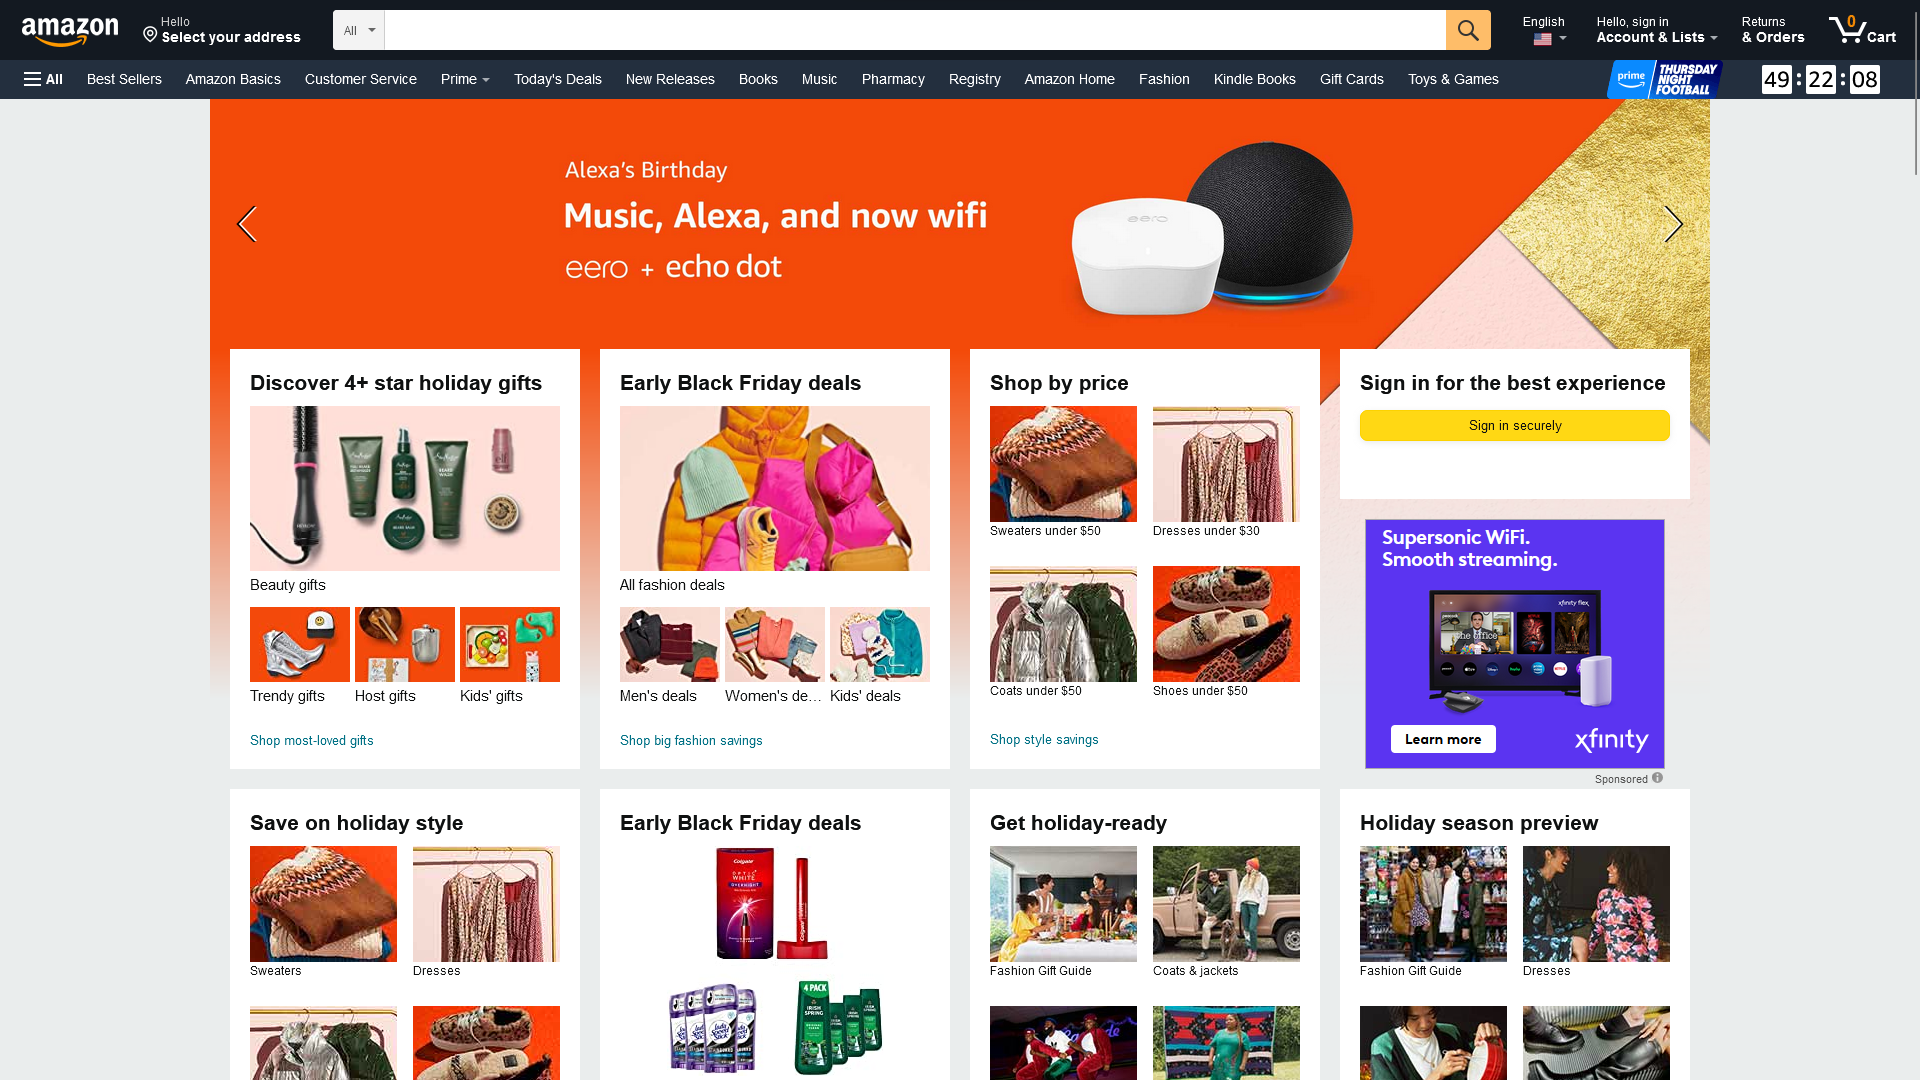 amazon
Hello
Select your address
All
English
Hello, sign in
Account & Lists
Returns
& Orders
0
Cart
All
Best Sellers
Amazon Basics
Customer Service
Prime
Today's Deals
New Releases
Books
Music
Pharmacy
Registry
Amazon Home
Fashion
Kindle Books
Gift Cards
Toys & Games
prime
THURSDAY
NIGHT
FOOTBALL
49:22:08
Alexa's Birthday
Music, Alexa, and now wifi
eero + echo dot
eero
Discover 4+ star holiday gifts
Beauty gifts
Trendy gifts
Host gifts
Kids' gifts
Shop most-loved gifts
Early Black Friday deals
All fashion deals
Men's deals
Women's de…
Kids' deals
Shop big fashion savings
Shop by price
Sweaters under $50
Dresses under $30
Coats under $50
Shoes under $50
Shop style savings
Sign in for the best experience
Sign in securely
Supersonic WiFi.
Smooth streaming.
xfinity flex
the office
Learn more
xfinity
Sponsored
Save on holiday style
Sweaters
Dresses
Early Black Friday deals
Colgate
OPTIC
WHITE
OVERNIGHT
4 PACK
IRISH
SPRING
Get holiday-ready
Fashion Gift Guide
Coats & jackets
Holiday season preview
Fashion Gift Guide
Dresses